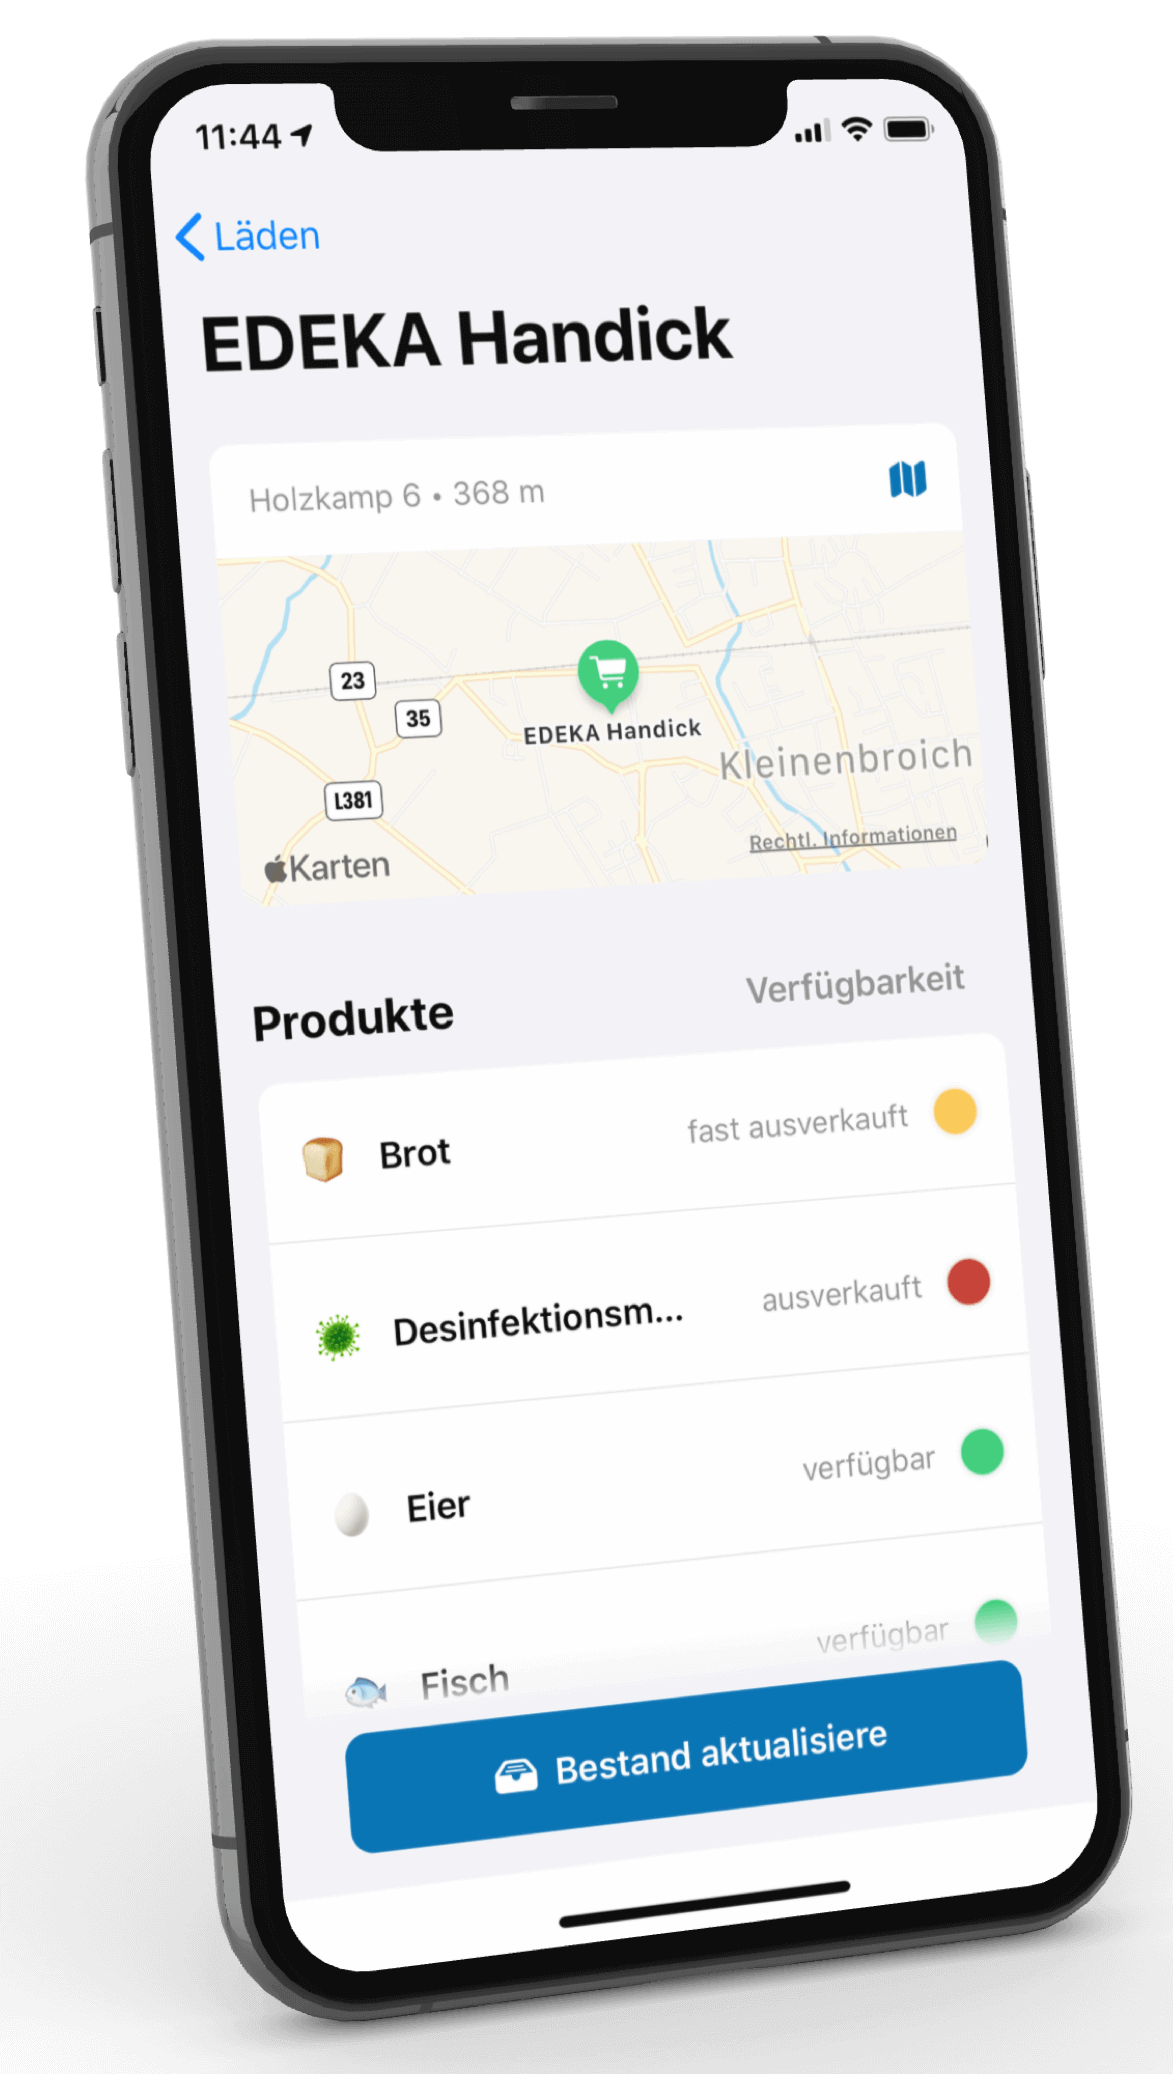 11:44
Läden
EDEKA Handick
Holzkamp 6 • 368 m
23
35
EDEKA Handick
Kleinenbroich
L381
Rechtl. Informationen
Karten
Produkte
Verfügbarkeit
Brot
fast ausverkauft
Desinfektionsm...
ausverkauft
Eier
verfügbar
Fisch
verfügbar
Bestand aktualisiere